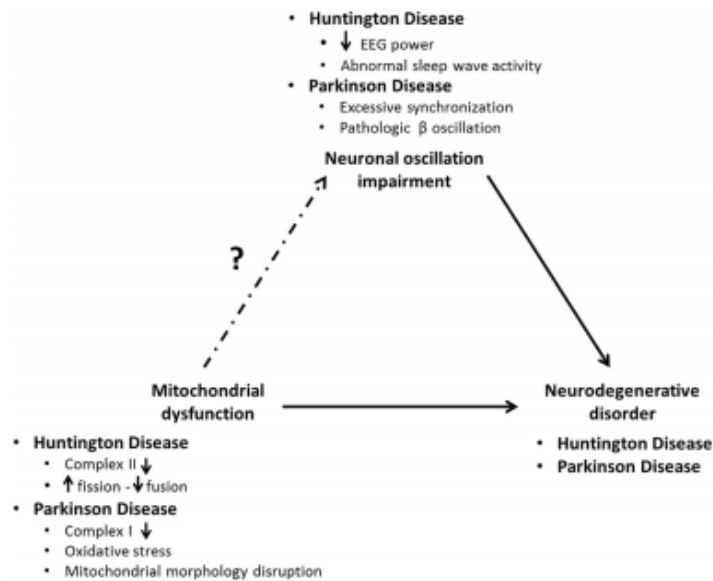 • Huntington Disease
• ↓ EEG power
• Abnormal sleep wave activity
• Parkinson Disease
• Excessive synchronization
• Pathologic β oscillation
Neuronal oscillation
impairment
?
Mitochondrial
dysfunction
• Huntington Disease
• Complex II ↓
• ↑ fission - ↓ fusion
• Parkinson Disease
• Complex I ↓
• Oxidative stress
• Mitochondrial morphology disruption
Neurodegenerative
disorder
• Huntington Disease
• Parkinson Disease